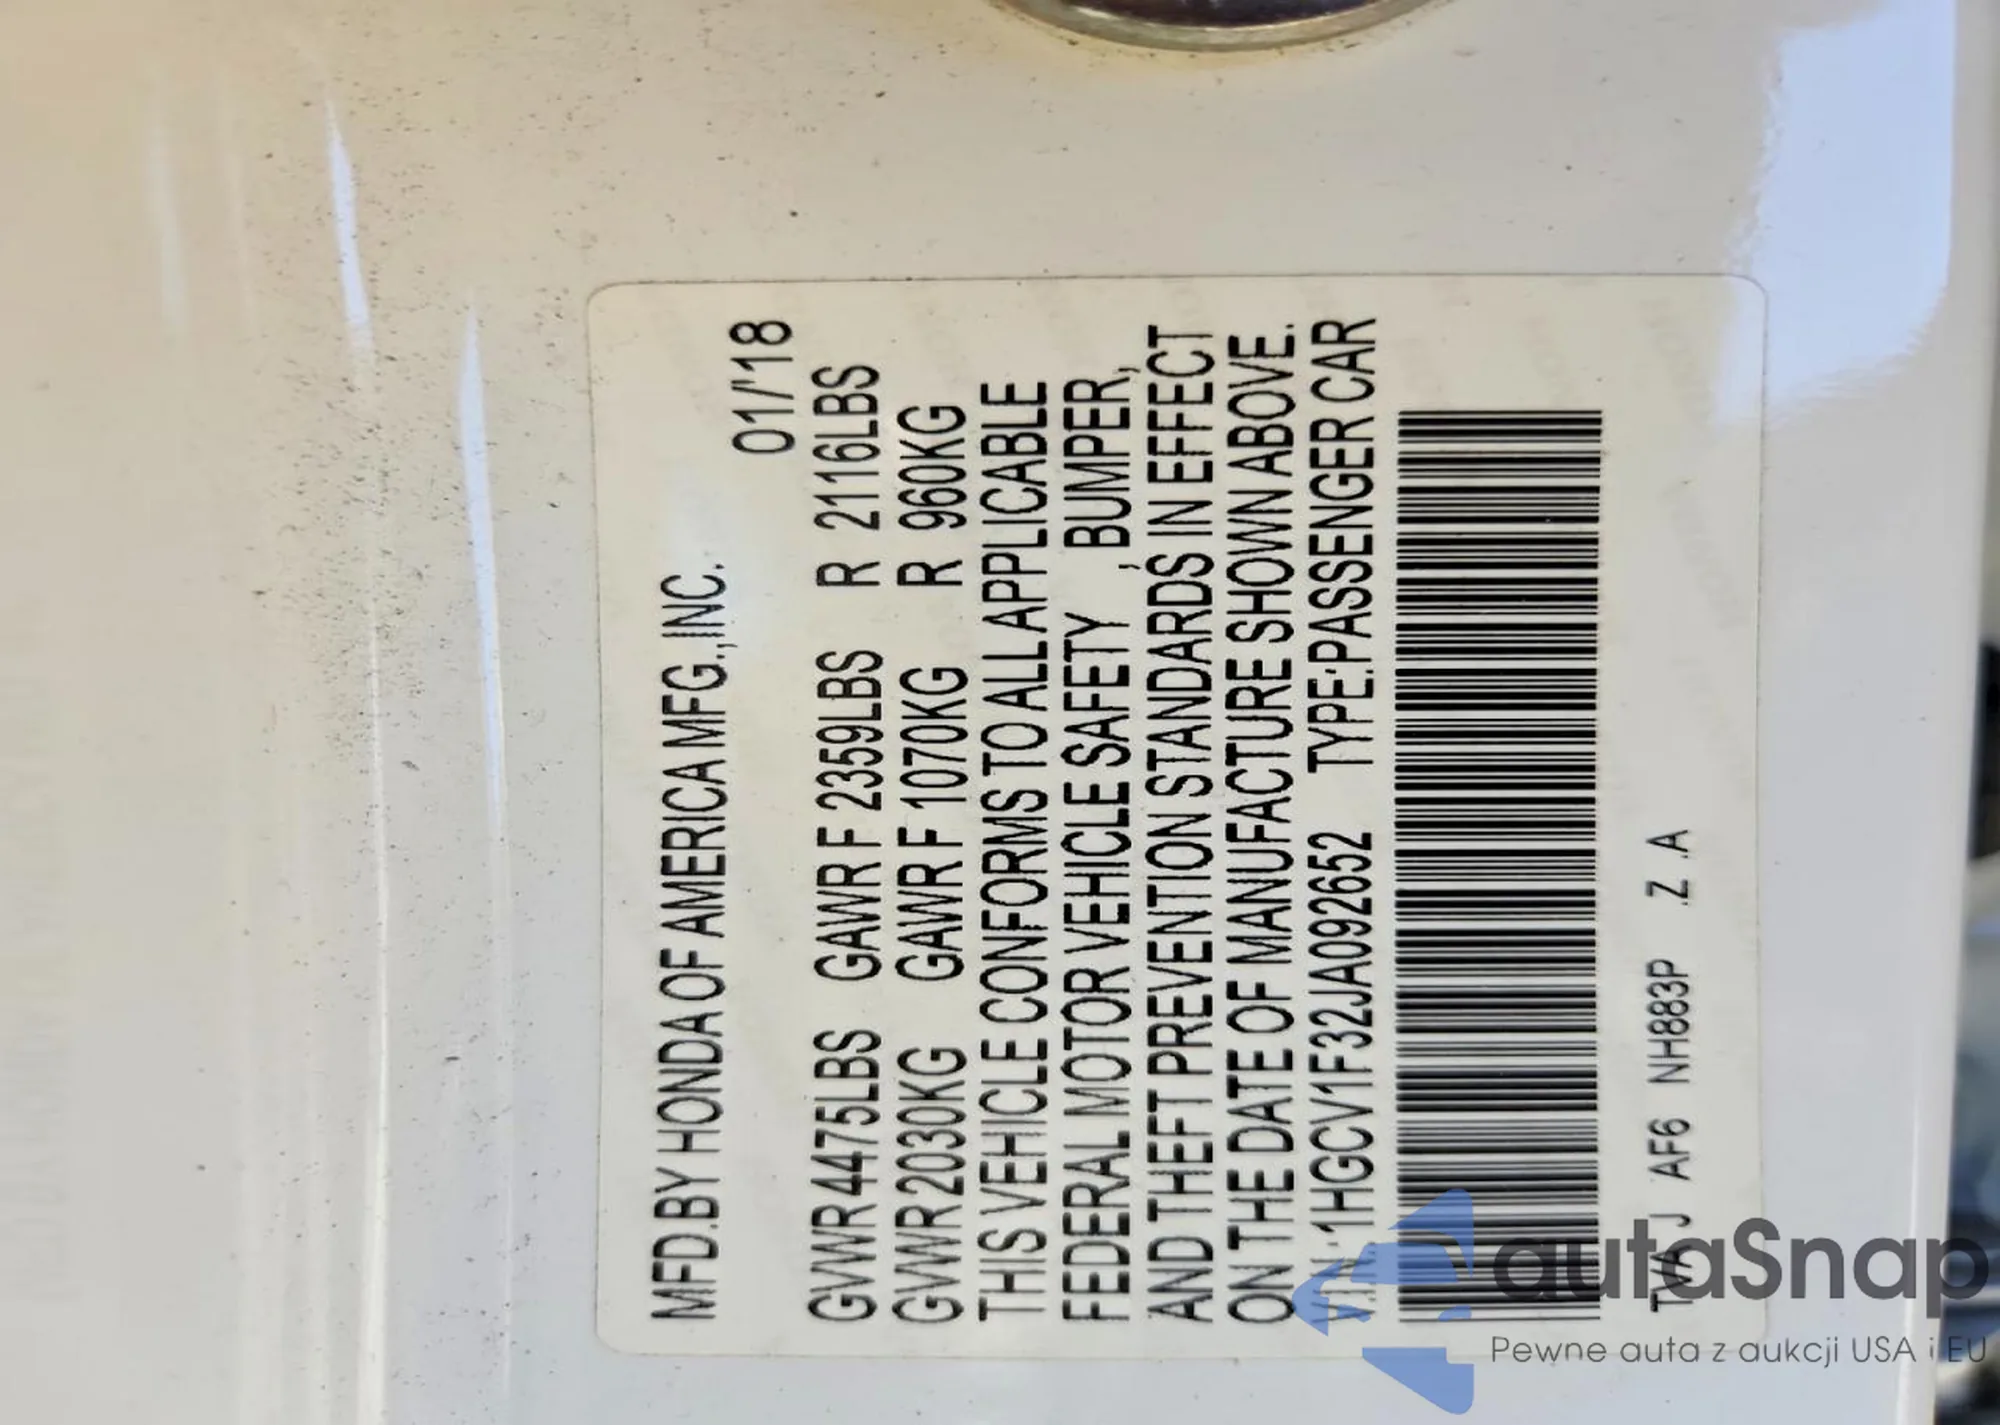 MFD.BY HONDA OF AMERICA MFG.,INC.
01/'18
GVWR 4475LBS GAWR F 2359LBS R 2116LBS
GVWR 2030KG GAWR F 1070KG R 960KG
THIS VEHICLE CONFORMS TO ALL APPLICABLE
FEDERAL MOTOR VEHICLE SAFETY , BUMPER,
AND THEFT PREVENTION STANDARDS IN EFFECT
ON THE DATE OF MANUFACTURE SHOWN ABOVE.
1HGCV1F32JA092652 TYPE:PASSENGER CAR
TVA J AF6 NH883P .Z .A
autaSnap
Pewne auta z aukcji USA i EU